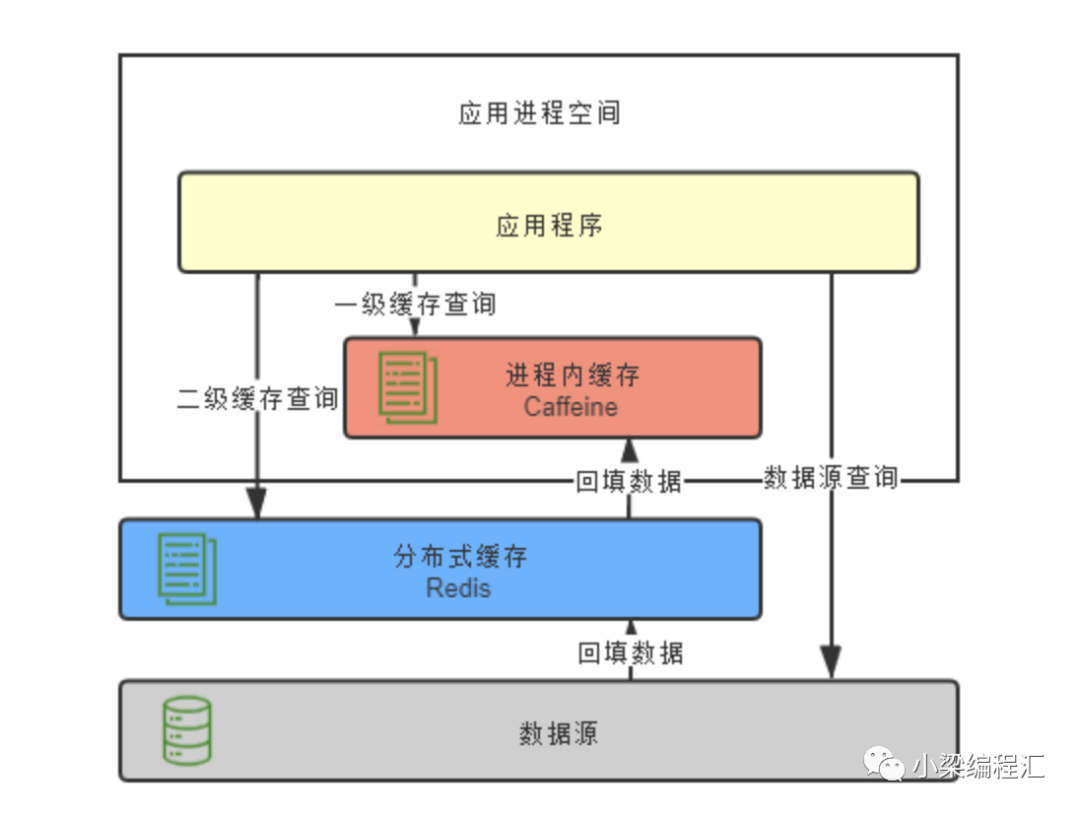 应用进程空间
应用程序
一级缓存查询
进程内缓存
Caffeine
二级缓存查询
回填数据
数据源查询
分布式缓存
Redis
回填数据
数据源
小梁编程汇